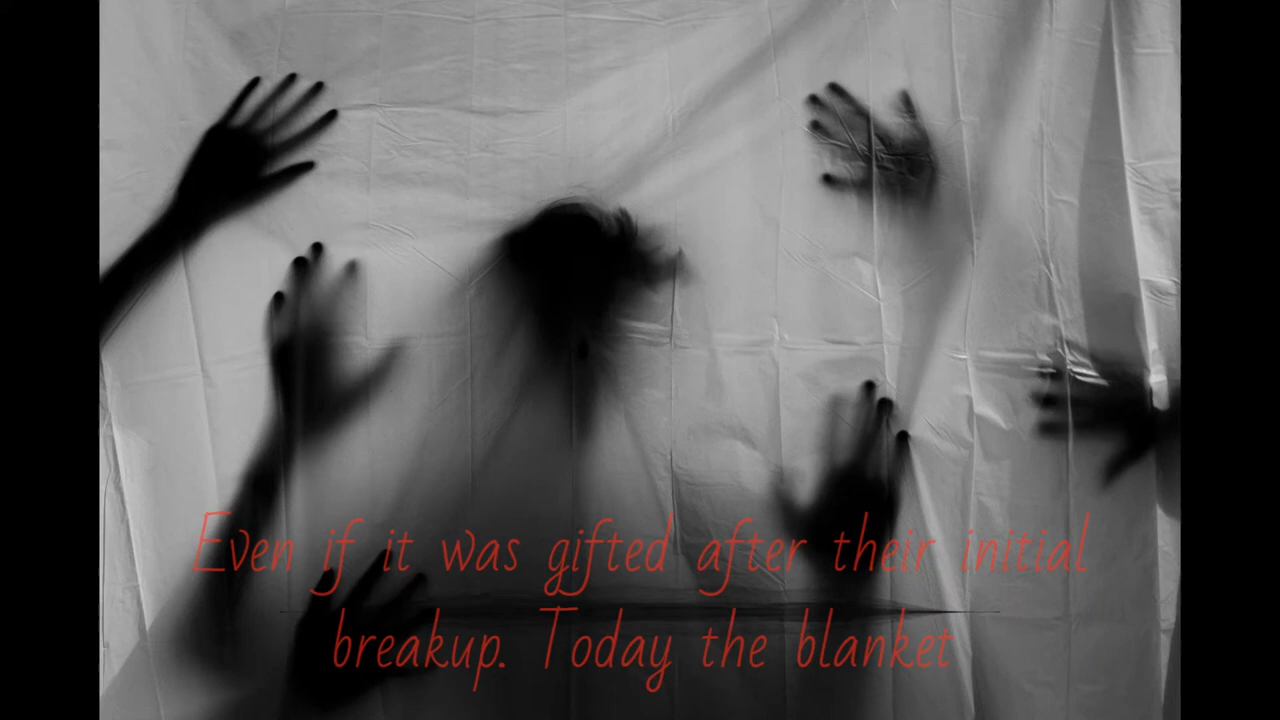 Even if it was gifted after their initial
breakup. Today the blanket